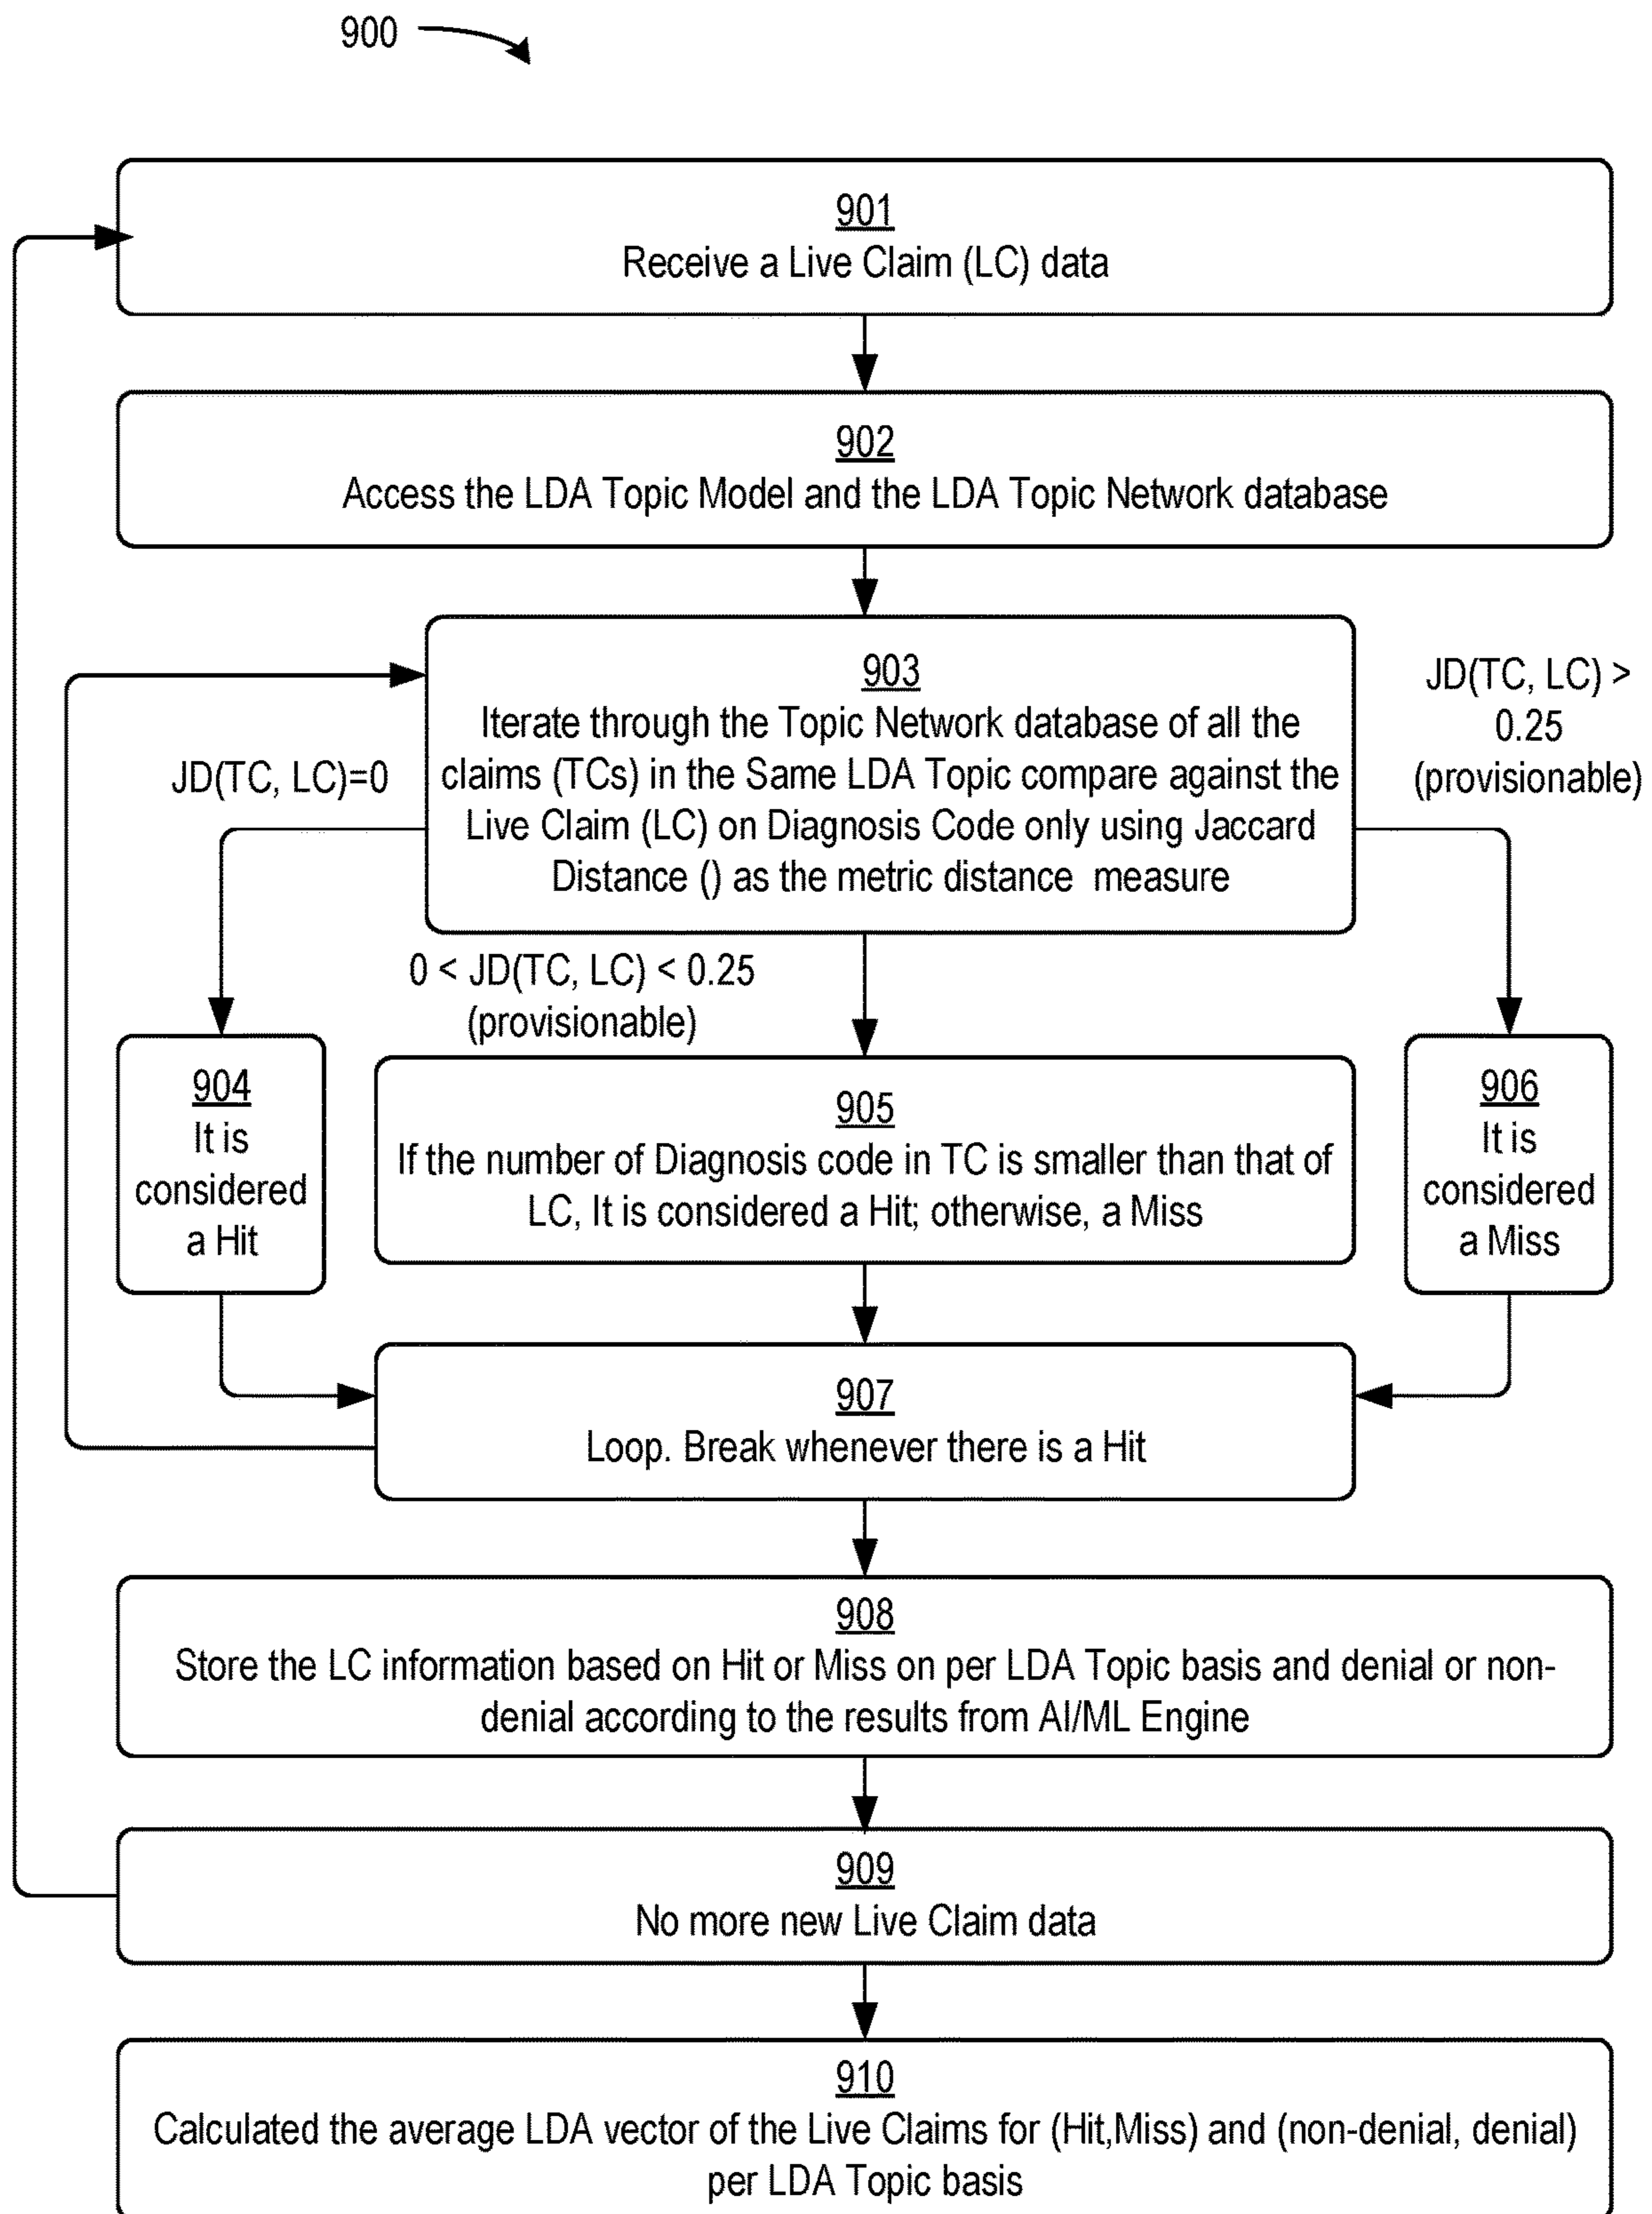 900
901
Receive a Live Claim (LC) data
902
Access the LDA Topic Model and the LDA Topic Network database
903
Iterate through the Topic Network database of all the
claims (TCs) in the Same LDA Topic compare against the
Live Claim (LC) on Diagnosis Code only using Jaccard
Distance () as the metric distance measure
JD(TC, LC) >
0.25
(provisionable)
JD(TC, LC)=0
0 < JD(TC, LC) < 0.25
(provisionable)
904
It is
considered
a Hit
905
If the number of Diagnosis code in TC is smaller than that of
LC, It is considered a Hit; otherwise, a Miss
906
It is
considered
a Miss
907
Loop. Break whenever there is a Hit
908
Store the LC information based on Hit or Miss on per LDA Topic basis and denial or non-
denial according to the results from AI/ML Engine
909
No more new Live Claim data
910
Calculated the average LDA vector of the Live Claims for (Hit,Miss) and (non-denial, denial)
per LDA Topic basis